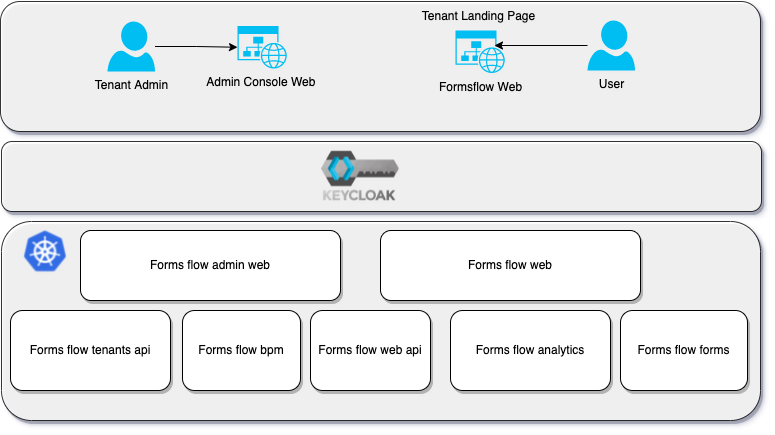 Tenant Landing Page
Tenant Admin
Admin Console Web
Formsflow Web
User
KEYCLOAK
Forms flow admin web
Forms flow web
Forms flow tenants api
Forms flow bpm
Forms flow web api
Forms flow analytics
Forms flow forms